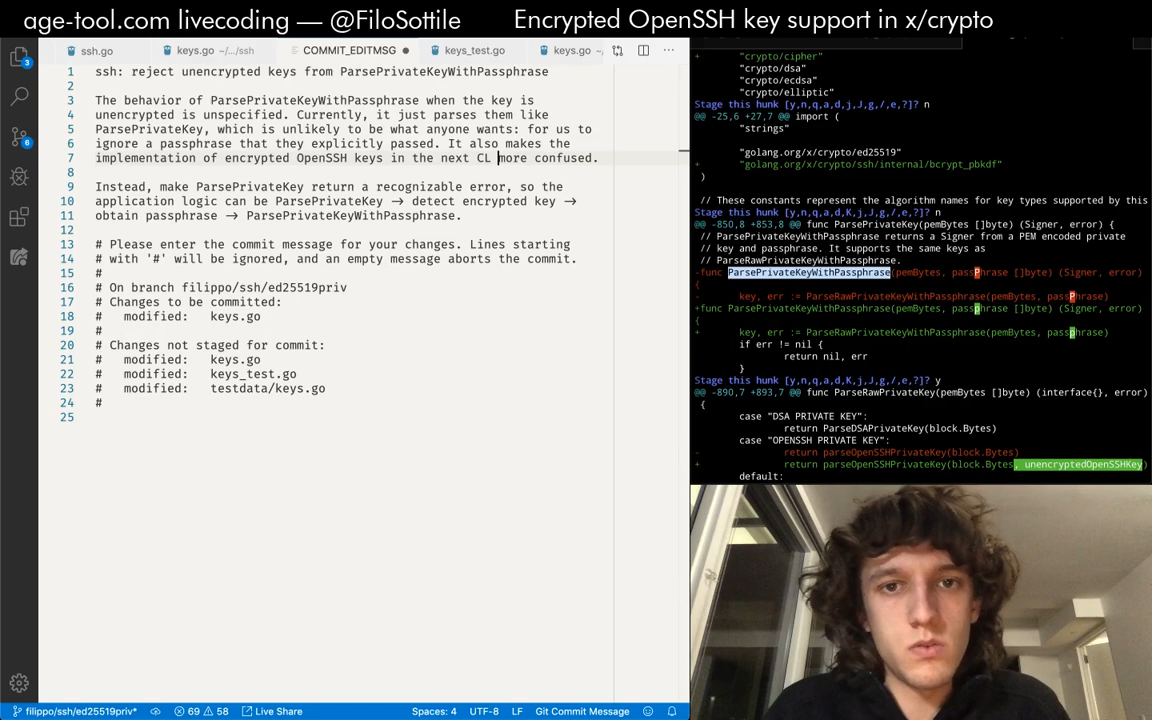 age-tool.com livecoding — @FiloSottile
Encrypted OpenSSH key support in x/crypto
ssh.go
keys.go ~/.../ssh
COMMIT_EDITMSG
keys_test.go
keys.go ~
1 ssh: reject unencrypted keys from ParsePrivateKeyWithPassphrase
2
3 The behavior of ParsePrivateKeyWithPassphrase when the key is
4 unencrypted is unspecified. Currently, it just parses them like
5 ParsePrivateKey, which is unlikely to be what anyone wants: for us to
6 ignore a passphrase that they explicitly passed. It also makes the
7 implementation of encrypted OpenSSH keys in the next CL more confused.
8
9 Instead, make ParsePrivateKey return a recognizable error, so the
10 application logic can be ParsePrivateKey → detect encrypted key →
11 obtain passphrase → ParsePrivateKeyWithPassphrase.
12
13 # Please enter the commit message for your changes. Lines starting
14 # with '#' will be ignored, and an empty message aborts the commit.
15 #
16 # On branch filippo/ssh/ed25519priv
17 # Changes to be committed:
18 #   modified:   keys.go
19 #
20 # Changes not staged for commit:
21 #   modified:   keys.go
22 #   modified:   keys_test.go
23 #   modified:   testdata/keys.go
24 #
25
3
6
+ "crypto/cipher"
"crypto/dsa"
"crypto/ecdsa"
"crypto/elliptic"
Stage this hunk [y,n,q,a,d,j,J,g,/,e,?]? n
@@ -25,6 +27,7 @@ import (
"strings"
"golang.org/x/crypto/ed25519"
+ "golang.org/x/crypto/ssh/internal/bcrypt_pbkdf"
)
// These constants represent the algorithm names for key types supported by this
Stage this hunk [y,n,q,a,d,K,j,J,g,/,e,?]? n
@@ -850,8 +853,8 @@ func ParsePrivateKey(pemBytes []byte) (Signer, error) {
// ParsePrivateKeyWithPassphrase returns a Signer from a PEM encoded private
// key and passphrase. It supports the same keys as
// ParseRawPrivateKeyWithPassphrase.
-func ParsePrivateKeyWithPassphrase(pemBytes, passPhrase []byte) (Signer, error)
{
- key, err := ParseRawPrivateKeyWithPassphrase(pemBytes, passPhrase)
+func ParsePrivateKeyWithPassphrase(pemBytes, passphrase []byte) (Signer, error)
{
+ key, err := ParseRawPrivateKeyWithPassphrase(pemBytes, passphrase)
if err != nil {
return nil, err
}
Stage this hunk [y,n,q,a,d,K,j,J,g,/,e,?]? y
@@ -890,7 +893,7 @@ func ParseRawPrivateKey(pemBytes []byte) (interface{}, error)
{
case "DSA PRIVATE KEY":
return ParseDSAPrivateKey(block.Bytes)
case "OPENSSH PRIVATE KEY":
- return parseOpenSSHPrivateKey(block.Bytes)
+ return parseOpenSSHPrivateKey(block.Bytes, unencryptedOpenSSHKey)
default:
filippo/ssh/ed25519priv*
69 58
Live Share
Spaces: 4
UTF-8
LF
Git Commit Message